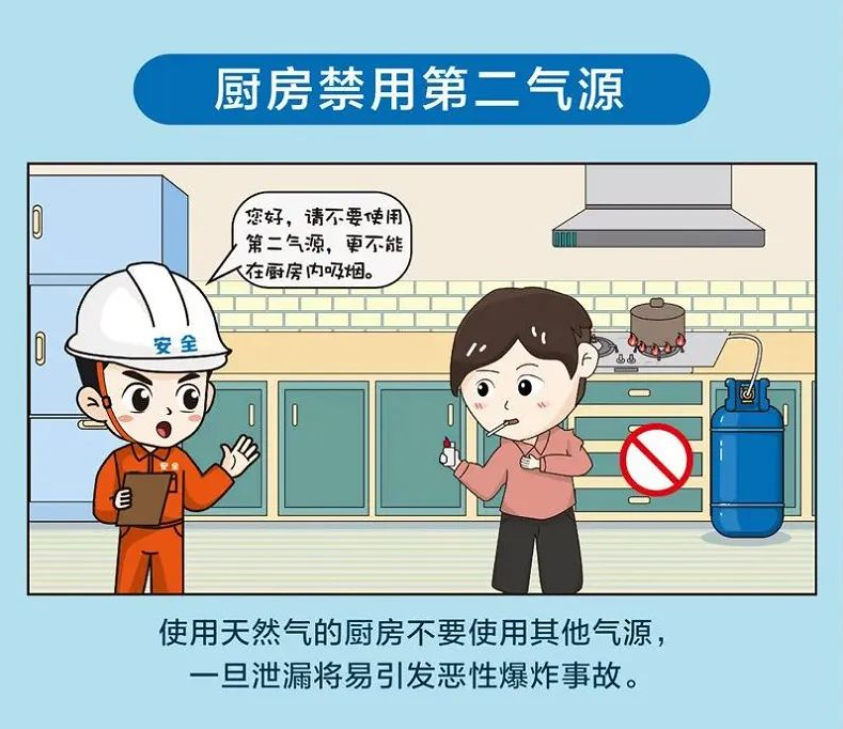 厨房禁用第二气源
您好，请不要使用
第二气源，更不能
在厨房内吸烟。
安全
安全
使用天然气的厨房不要使用其他气源，
一旦泄漏将易引发恶性爆炸事故。